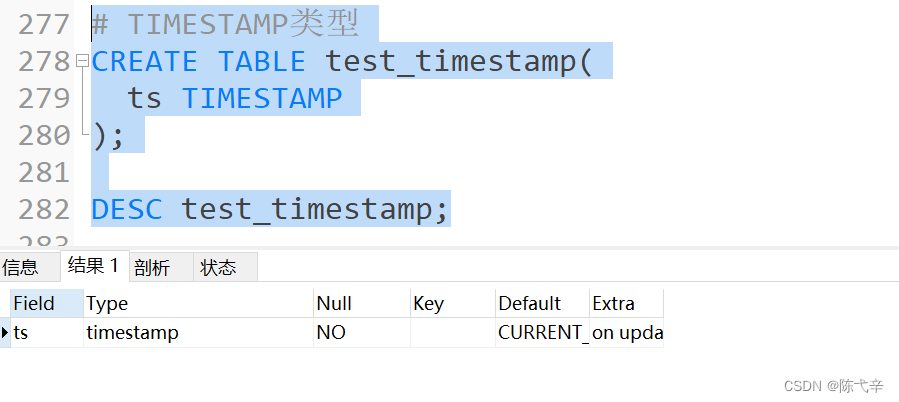 277 # TIMESTAMP类型
278 CREATE TABLE test_timestamp(
279 ts TIMESTAMP
280 );
281
282 DESC test_timestamp;
283
信息 结果 1 剖析 状态
Field Type Null Key Default Extra
ts timestamp NO CURRENT_ on upda
CSDN @陈弋辛